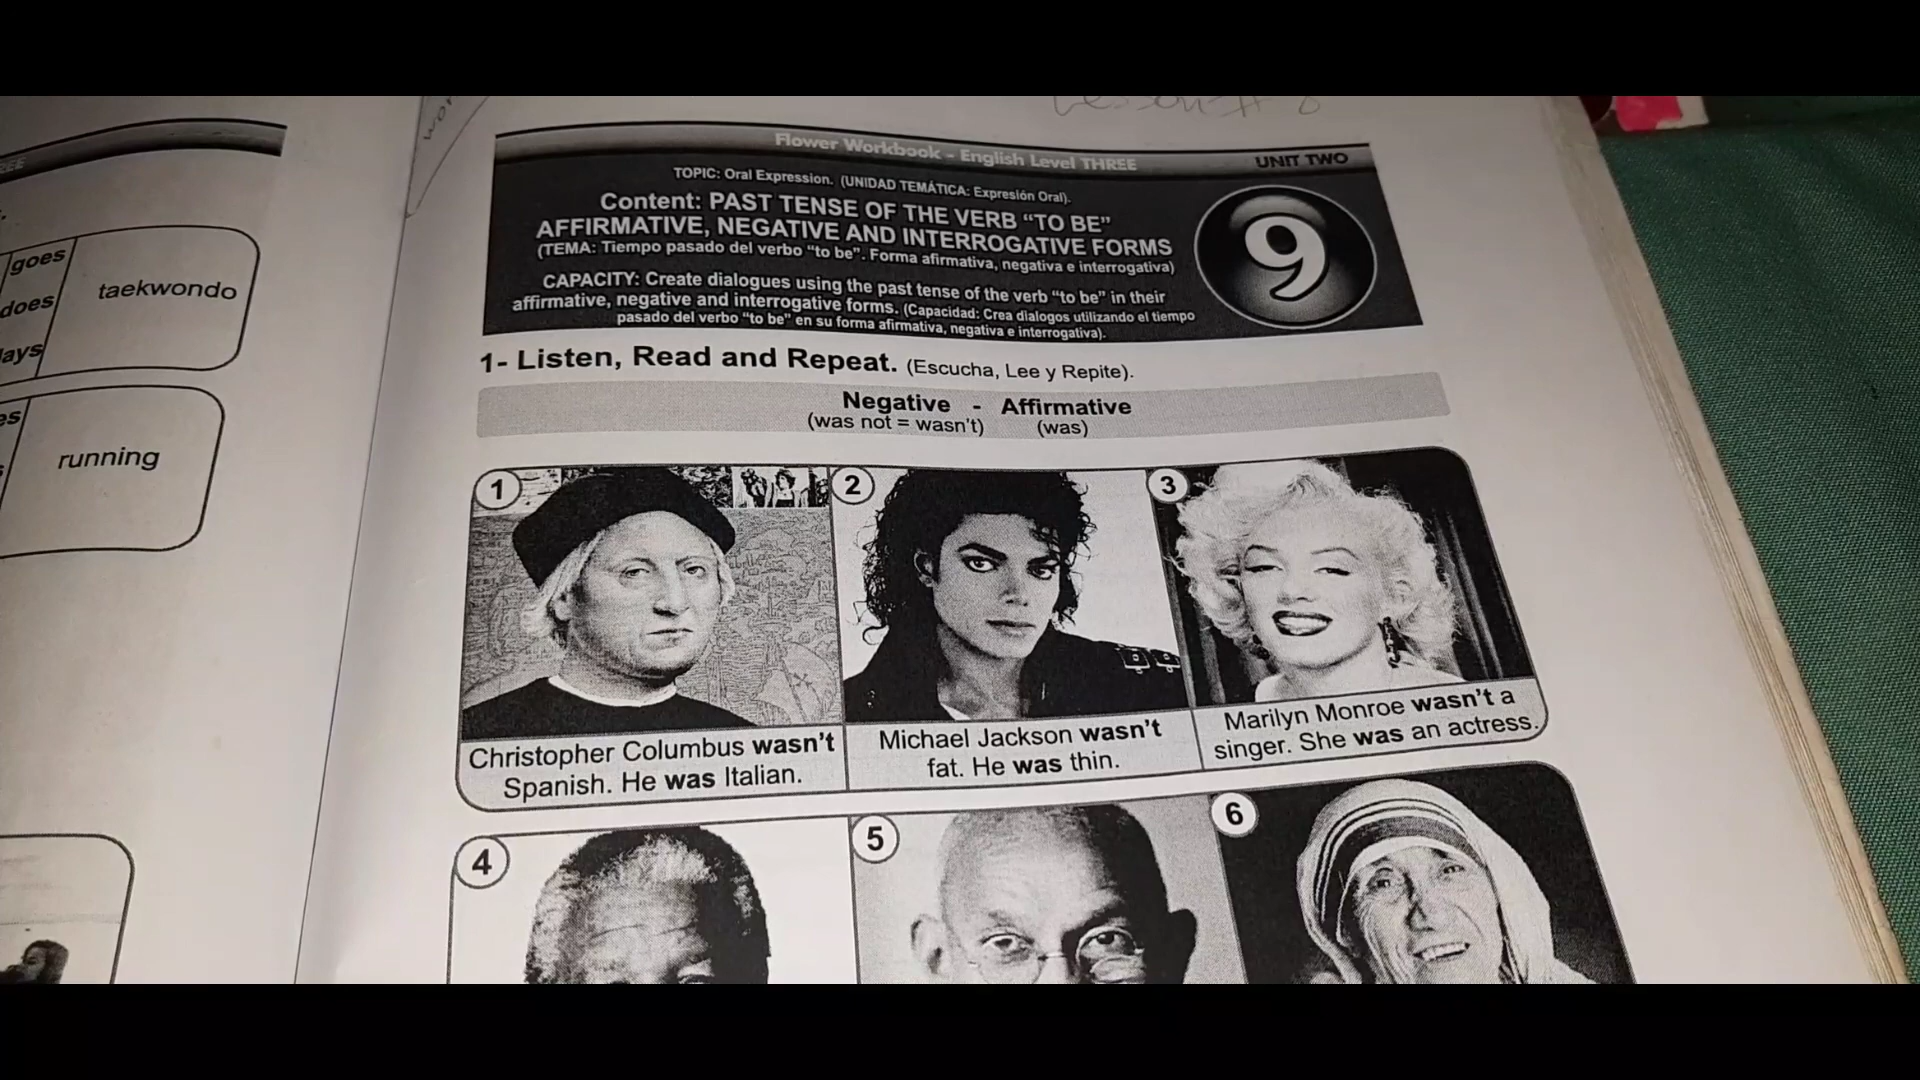 goes
does
taekwondo
running
Flower Workbook - English Level THREE
UNIT TWO
TOPIC: Oral Expression. (UNIDAD TEMÁTICA: Expresión Oral).
Content: PAST TENSE OF THE VERB “TO BE”
AFFIRMATIVE, NEGATIVE AND INTERROGATIVE FORMS
(TEMA: Tiempo pasado del verbo “to be”. Forma afirmativa, negativa e interrogativa)
CAPACITY: Create dialogues using the past tense of the verb “to be” in their
affirmative, negative and interrogative forms. (Capacidad: Crea dialogos utilizando el tiempo
pasado del verbo “to be” en su forma afirmativa, negativa e interrogativa).
9
1- Listen, Read and Repeat. (Escucha, Lee y Repite).
Negative - Affirmative
(was not = wasn't) (was)
1
2
3
Christopher Columbus wasn't
Spanish. He was Italian.
Michael Jackson wasn't
fat. He was thin.
Marilyn Monroe wasn't a
singer. She was an actress.
4
5
6